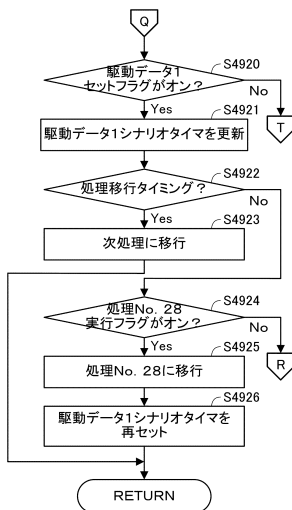 Q
S4920
駆動データ1
セットフラグがオン？
No
T
Yes
S4921
駆動データ1シナリオタイマを更新
S4922
処理移行タイミング？
No
Yes
S4923
次処理に移行
S4924
処理No. 28
実行フラグがオン？
No
R
Yes
S4925
処理No. 28に移行
S4926
駆動データ1シナリオタイマを
再セット
RETURN